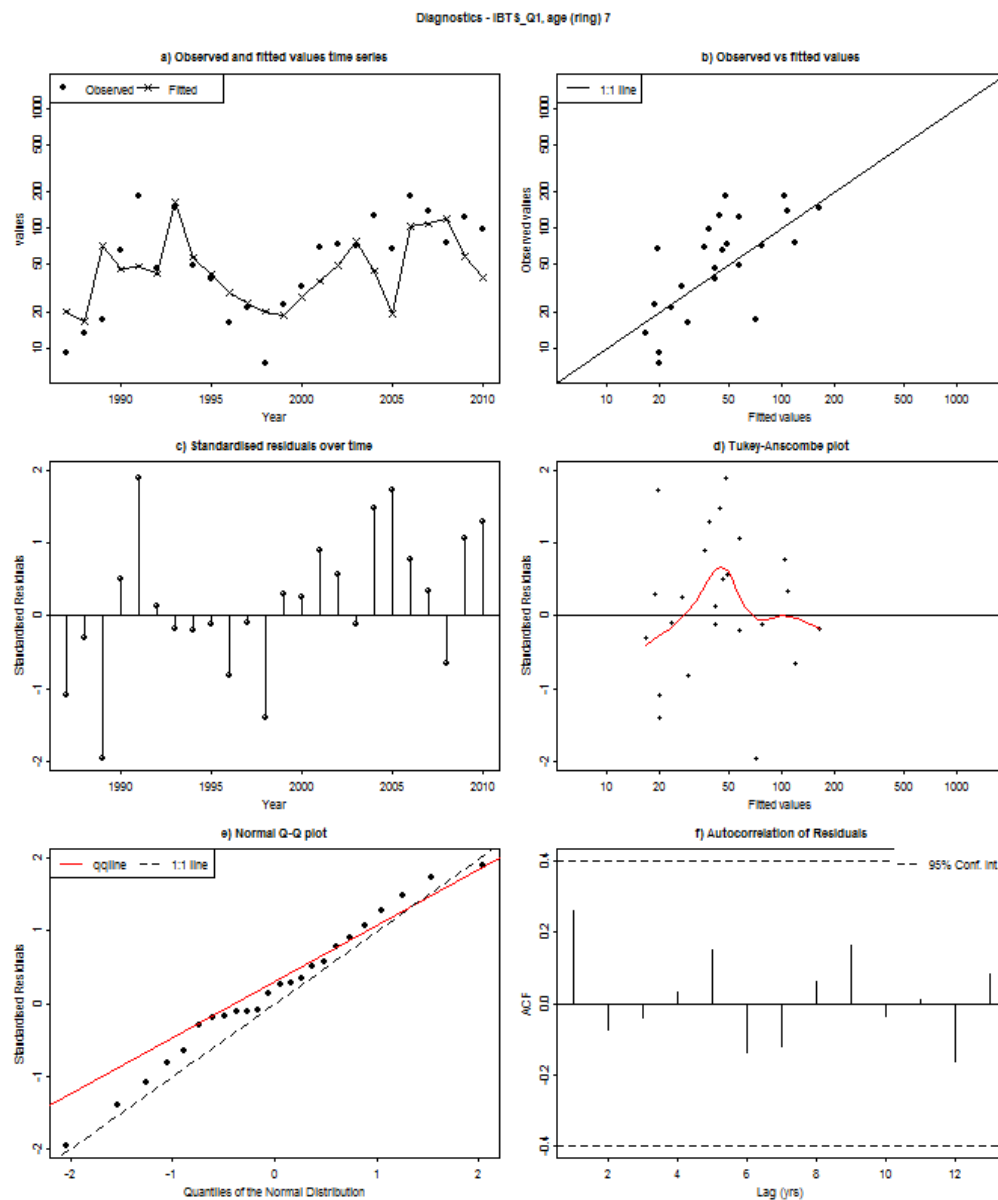 Diagnostics - IBTS_Q1, age (ring) 7
a) Observed and fitted values time series
values
10 20 50 100 200 500 1000
Observed Fitted
1990 1995 2000 2005 2010
Year
b) Observed vs fitted values
Observed values
10 20 50 100 200 500 1000
1:1 line
10 20 50 100 200 500 1000
Fitted values
c) Standardised residuals over time
Standardised Residuals
-2 -1 0 1 2
1990 1995 2000 2005 2010
Year
d) Tukey-Anscombe plot
Standardised Residuals
-2 -1 0 1 2
10 20 50 100 200 500 1000
Fitted values
e) Normal Q-Q plot
Standardised Residuals
-2 -1 0 1 2
qqline 1:1 line
-2 -1 0 1 2
Quantiles of the Normal Distribution
f) Autocorrelation of Residuals
ACF
-0.4 -0.2 0.0 0.2 0.4
95% Conf. Int
2 4 6 8 10 12
Lag (yrs)